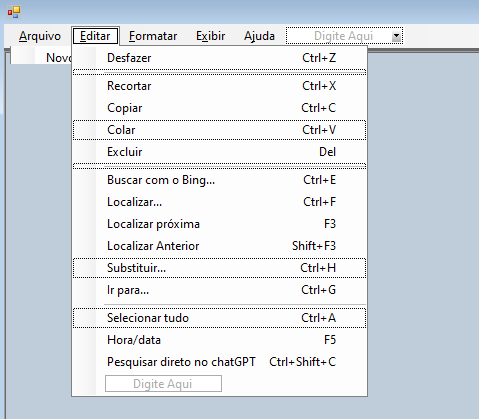 Arquivo Editar Formatar Exibir Ajuda Digite Aqui
Novo
Desfazer Ctrl+Z
Recortar Ctrl+X
Copiar Ctrl+C
Colar Ctrl+V
Excluir Del
Buscar com o Bing... Ctrl+E
Localizar... Ctrl+F
Localizar próxima F3
Localizar Anterior Shift+F3
Substituir... Ctrl+H
Ir para... Ctrl+G
Selecionar tudo Ctrl+A
Hora/data F5
Pesquisar direto no chatGPT Ctrl+Shift+C
Digite Aqui